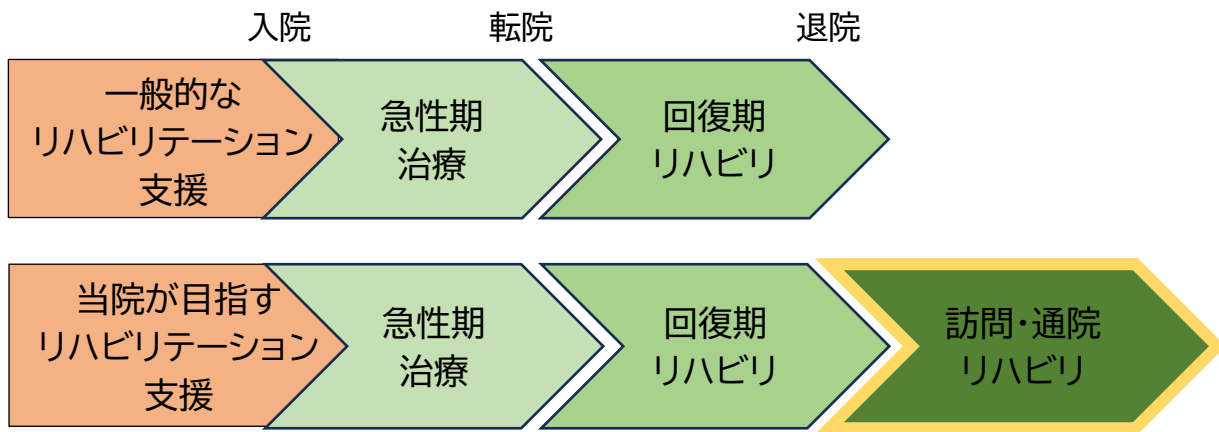 入院
転院
退院
一般的な
リハビリテーション
支援
急性期
治療
回復期
リハビリ
当院が目指す
リハビリテーション
支援
急性期
治療
回復期
リハビリ
訪問・通院
リハビリ